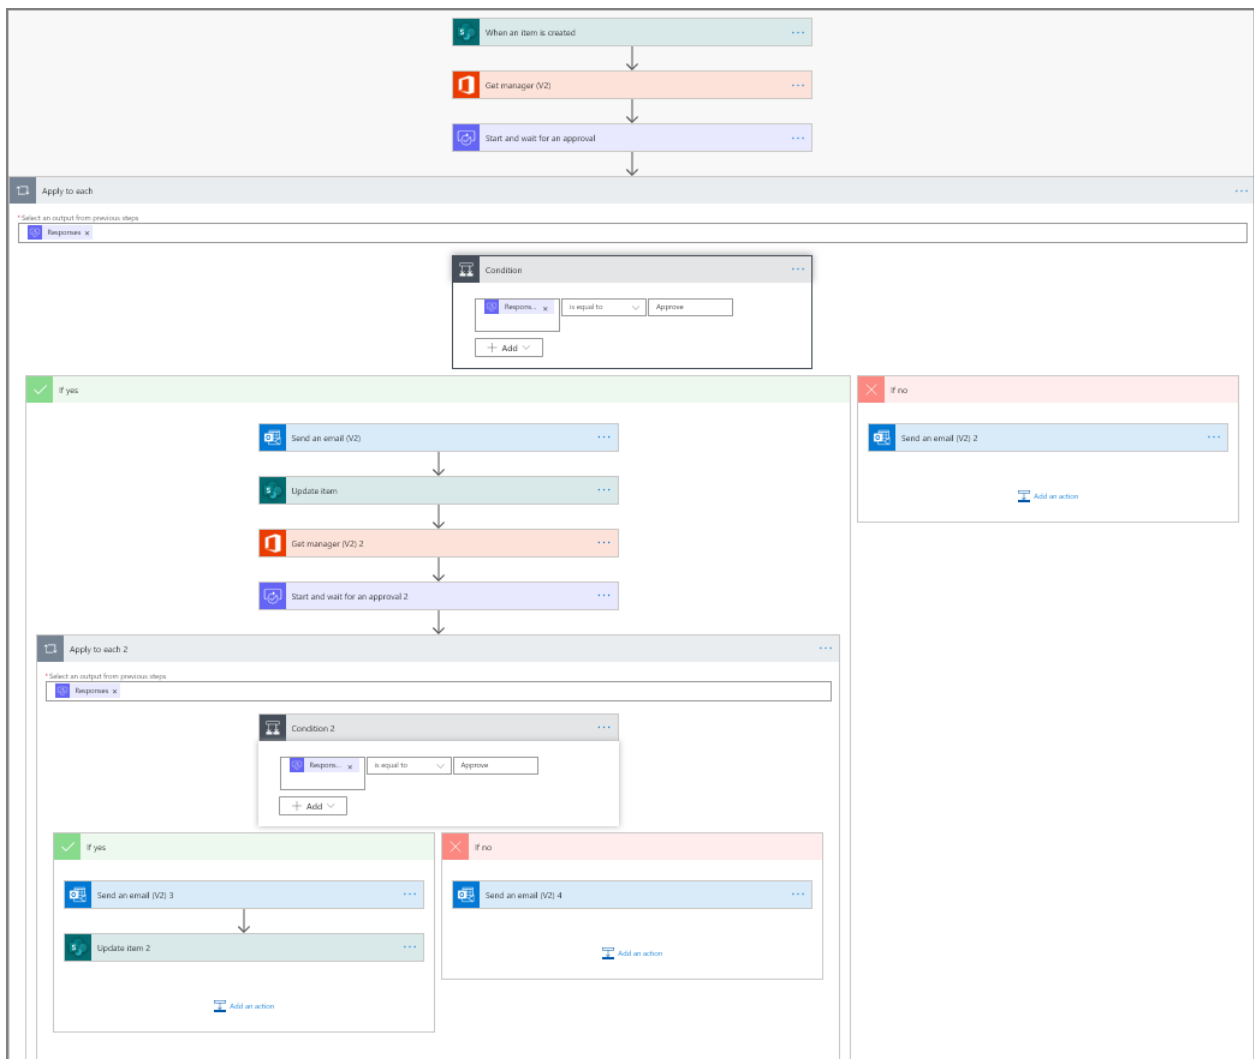 When an item is created
Get manager (V2)
Start and wait for an approval
Apply to each
*Select an output from previous steps
Responses x
Condition
Respons... x is equal to Approve
+ Add
If yes
If no
Send an email (V2)
Send an email (V2) 2
Update item
Add an action
Get manager (V2) 2
Start and wait for an approval 2
Apply to each 2
*Select an output from previous steps
Responses x
Condition 2
Respons... x is equal to Approve
+ Add
If yes
If no
Send an email (V2) 3
Send an email (V2) 4
Update item 2
Add an action
Add an action